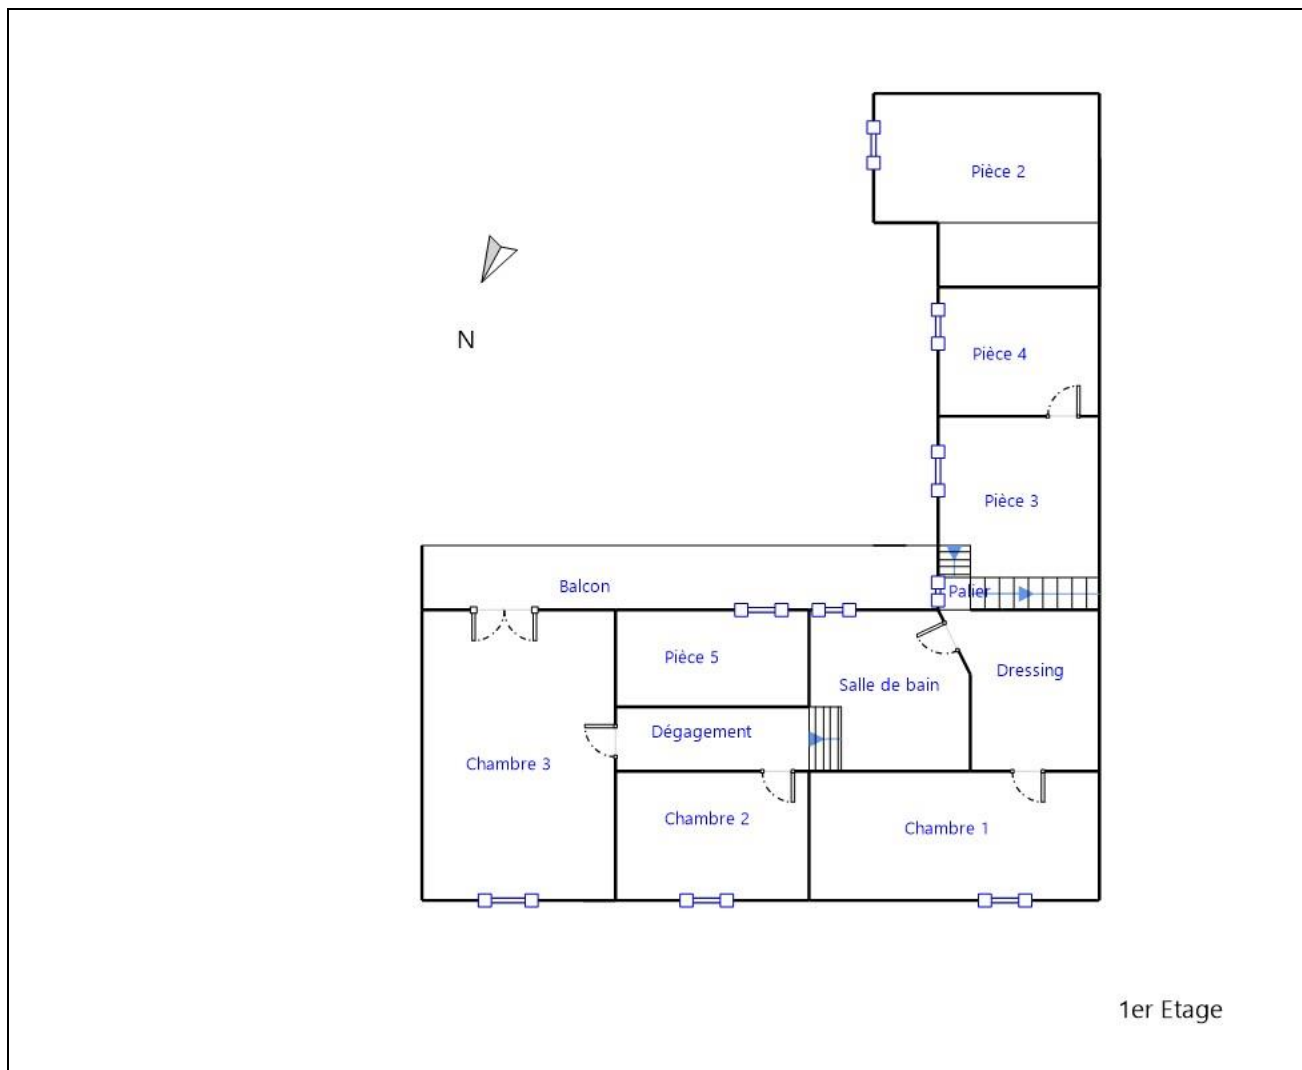 Pièce 2
N
Pièce 4
Pièce 3
Balcon
Palier
Pièce 5
Salle de bain
Dressing
Dégagement
Chambre 3
Chambre 2
Chambre 1
1er Etage